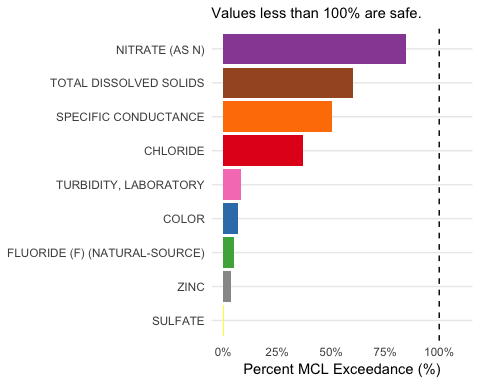 Values less than 100% are safe.
NITRATE (AS N)
TOTAL DISSOLVED SOLIDS
SPECIFIC CONDUCTANCE
CHLORIDE
TURBIDITY, LABORATORY
COLOR
FLUORIDE (F) (NATURAL-SOURCE)
ZINC
SULFATE
0% 25% 50% 75% 100%
Percent MCL Exceedance (%)